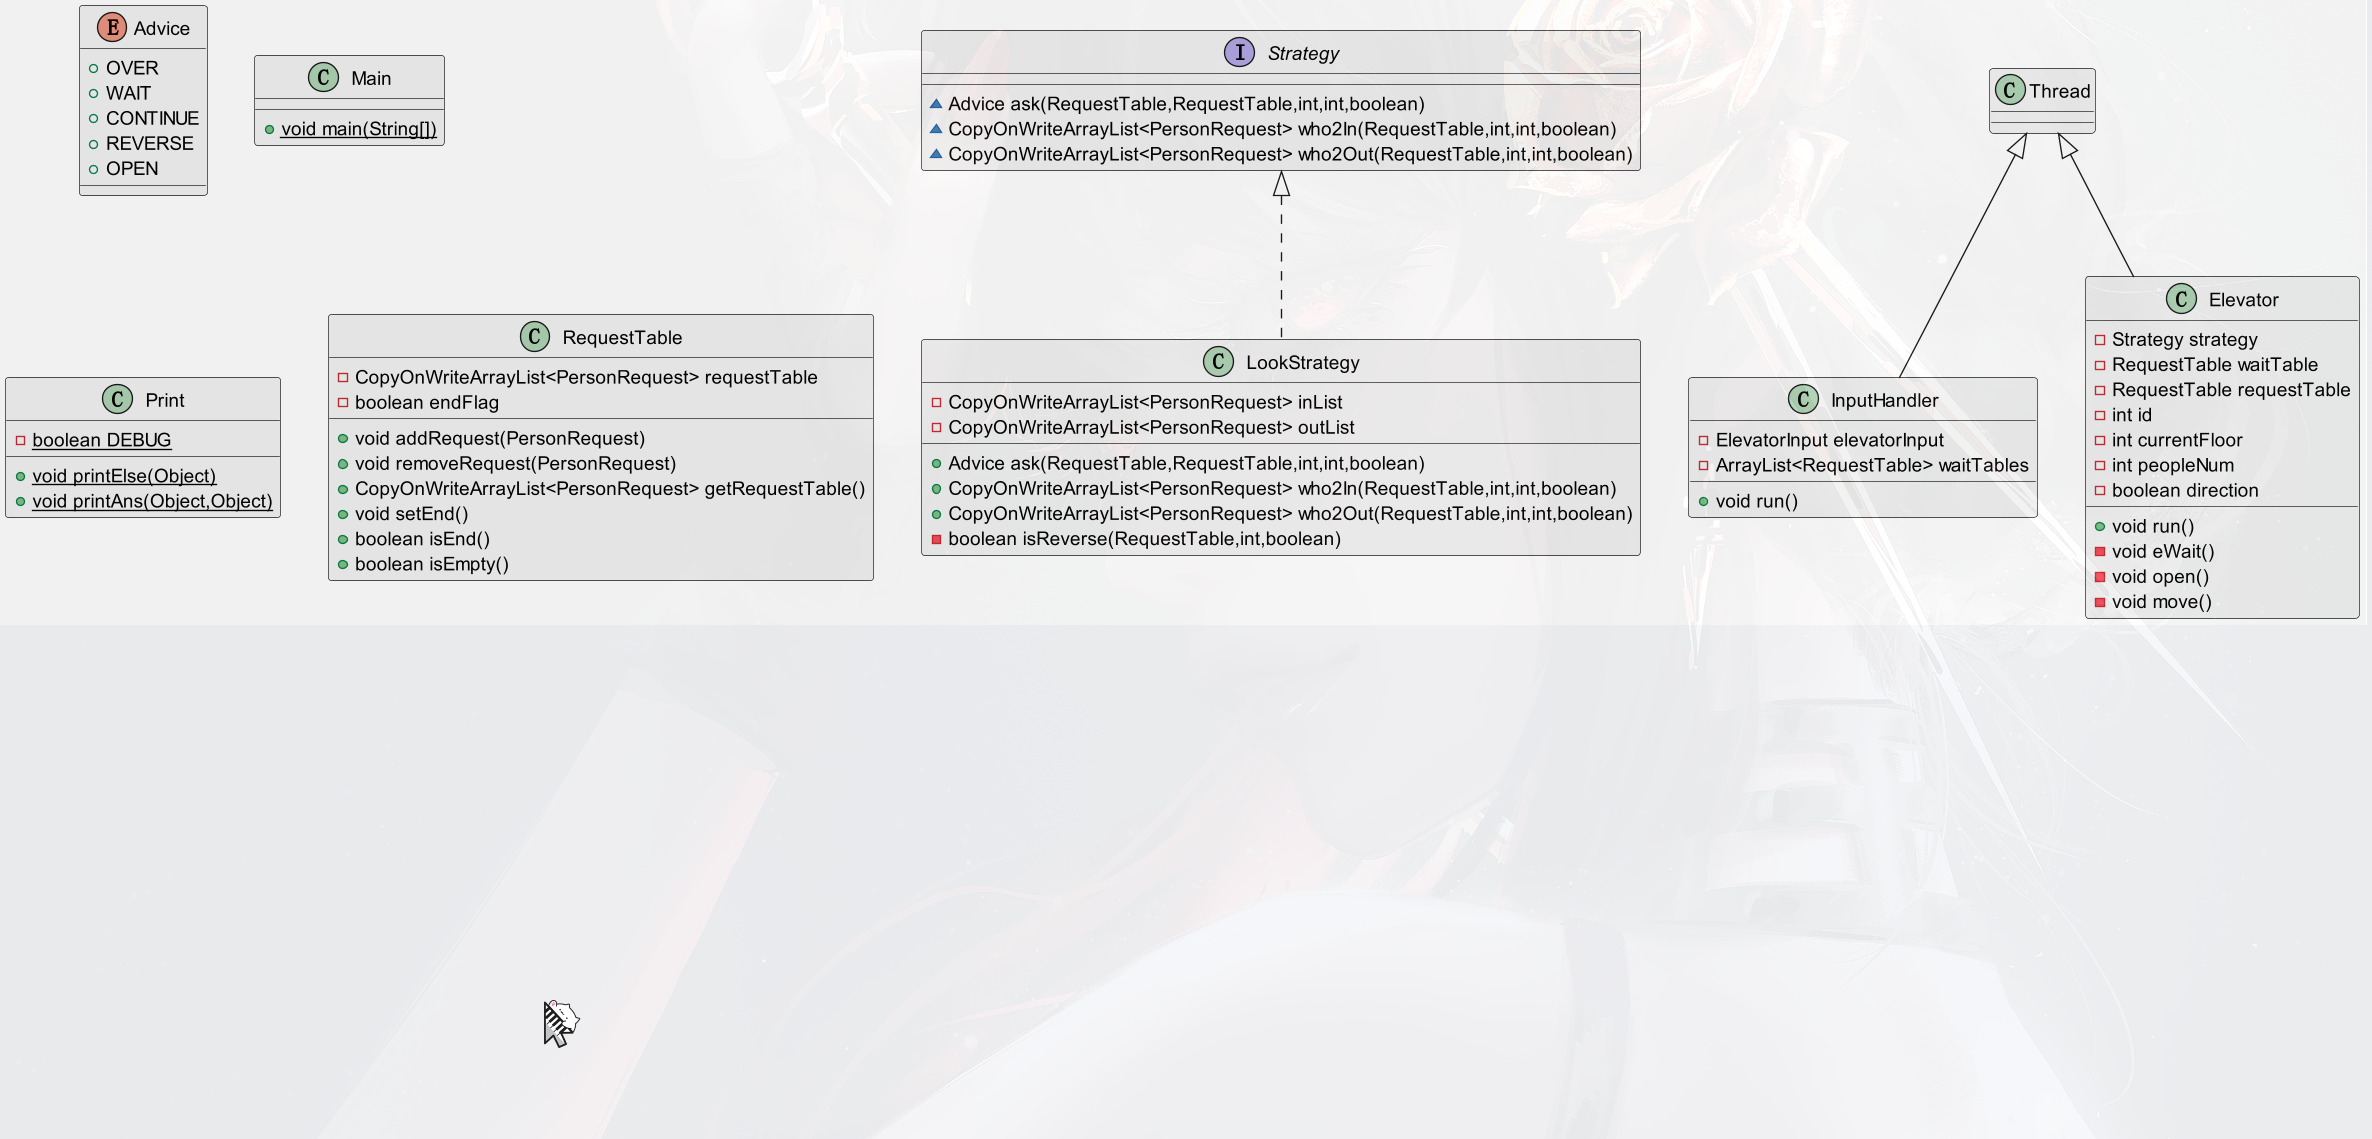 E Advice
OVER
WAIT
CONTINUE
REVERSE
OPEN
C Main
void main(String[])
I Strategy
Advice ask(RequestTable,RequestTable,int,int,boolean)
CopyOnWriteArrayList<PersonRequest> who2In(RequestTable,int,int,boolean)
CopyOnWriteArrayList<PersonRequest> who2Out(RequestTable,int,int,boolean)
C Thread
C Print
boolean DEBUG
void printElse(Object)
void printAns(Object,Object)
C RequestTable
CopyOnWriteArrayList<PersonRequest> requestTable
boolean endFlag
void addRequest(PersonRequest)
void removeRequest(PersonRequest)
CopyOnWriteArrayList<PersonRequest> getRequestTable()
void setEnd()
boolean isEnd()
boolean isEmpty()
C LookStrategy
CopyOnWriteArrayList<PersonRequest> inList
CopyOnWriteArrayList<PersonRequest> outList
Advice ask(RequestTable,RequestTable,int,int,boolean)
CopyOnWriteArrayList<PersonRequest> who2In(RequestTable,int,int,boolean)
CopyOnWriteArrayList<PersonRequest> who2Out(RequestTable,int,int,boolean)
boolean isReverse(RequestTable,int,boolean)
C InputHandler
ElevatorInput elevatorInput
ArrayList<RequestTable> waitTables
void run()
C Elevator
Strategy strategy
RequestTable waitTable
RequestTable requestTable
int id
int currentFloor
int peopleNum
boolean direction
void run()
void eWait()
void open()
void move()